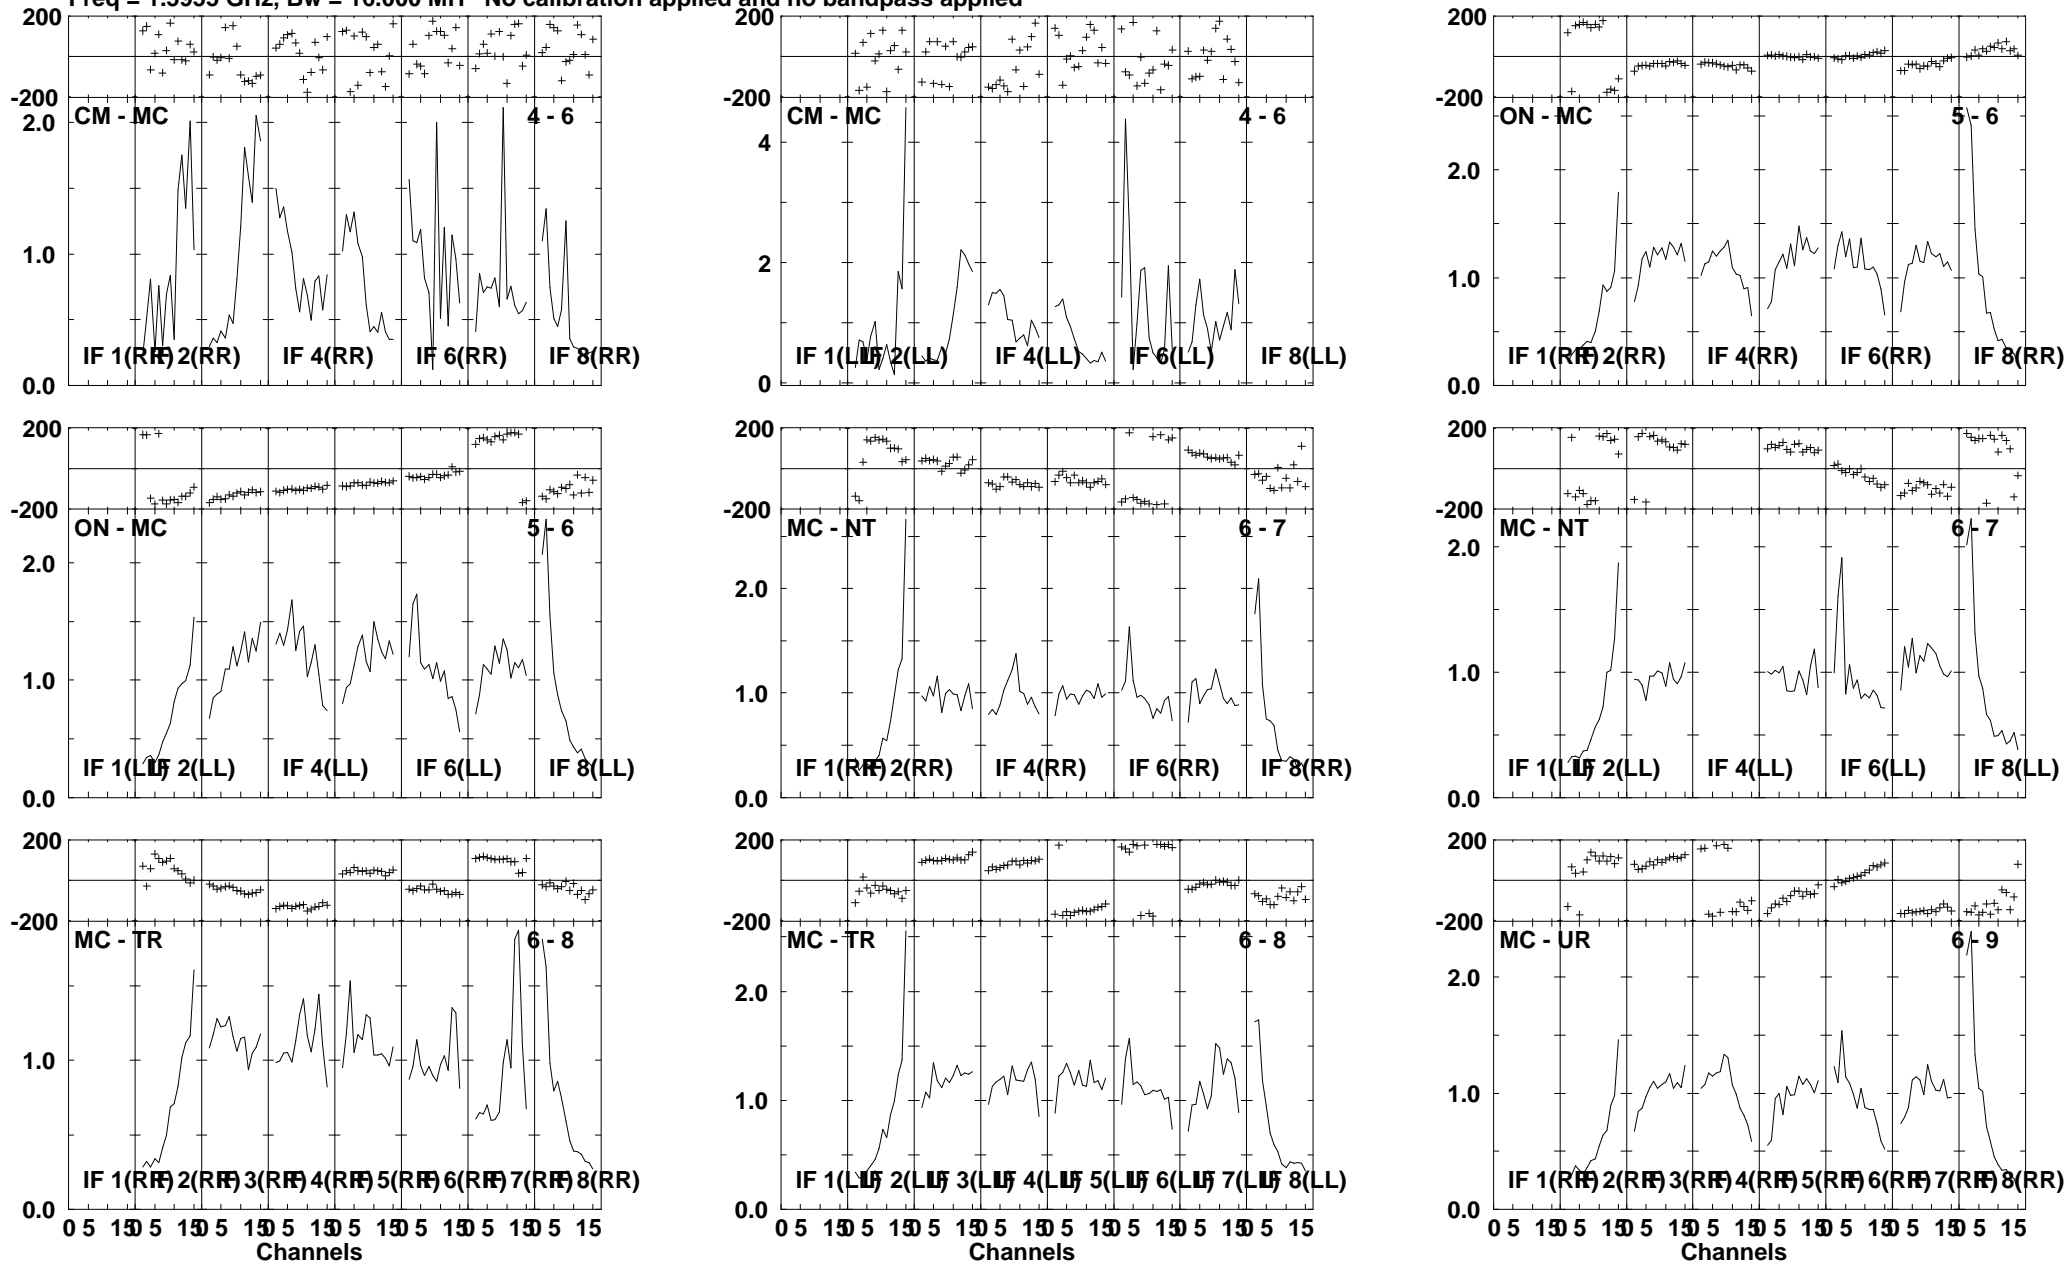 Freq = 1.5955 GHz, Bw = 16.000 MH No calibration applied and no bandpass applied
200
-200
CM - MC 4 - 6
2.0
1.0
0.0
IF 1(RR) IF 2(RR) IF 4(RR) IF 6(RR) IF 8(RR)
200
-200
CM - MC 4 - 6
4
2
0
IF 1(LL) IF 2(LL) IF 4(LL) IF 6(LL) IF 8(LL)
200
-200
ON - MC 5 - 6
2.0
1.0
0.0
IF 1(RR) IF 2(RR) IF 4(RR) IF 6(RR) IF 8(RR)
200
-200
ON - MC 5 - 6
2.0
1.0
0.0
IF 1(LL) IF 2(LL) IF 4(LL) IF 6(LL) IF 8(LL)
200
-200
MC - NT 6 - 7
2.0
1.0
0.0
IF 1(RR) IF 2(RR) IF 4(RR) IF 6(RR) IF 8(RR)
200
-200
MC - NT 6 - 7
2.0
1.0
0.0
IF 1(LL) IF 2(LL) IF 4(LL) IF 6(LL) IF 8(LL)
200
-200
MC - TR 6 - 8
1.0
0.0
IF 1(RR) IF 2(RR) IF 3(RR) IF 4(RR) IF 5(RR) IF 6(RR) IF 7(RR) IF 8(RR)
0 5 15 0 5 15 0 5 15 0 5 15 0 5 15 0 5 15 0 5 15 0 5 15
Channels
200
-200
MC - TR 6 - 8
2.0
1.0
0.0
IF 1(LL) IF 2(LL) IF 3(LL) IF 4(LL) IF 5(LL) IF 6(LL) IF 7(LL) IF 8(LL)
0 5 15 0 5 15 0 5 15 0 5 15 0 5 15 0 5 15 0 5 15 0 5 15
Channels
200
-200
MC - UR 6 - 9
2.0
1.0
0.0
IF 1(RR) IF 2(RR) IF 3(RR) IF 4(RR) IF 5(RR) IF 6(RR) IF 7(RR) IF 8(RR)
0 5 15 0 5 15 0 5 15 0 5 15 0 5 15 0 5 15 0 5 15 0 5 15
Channels